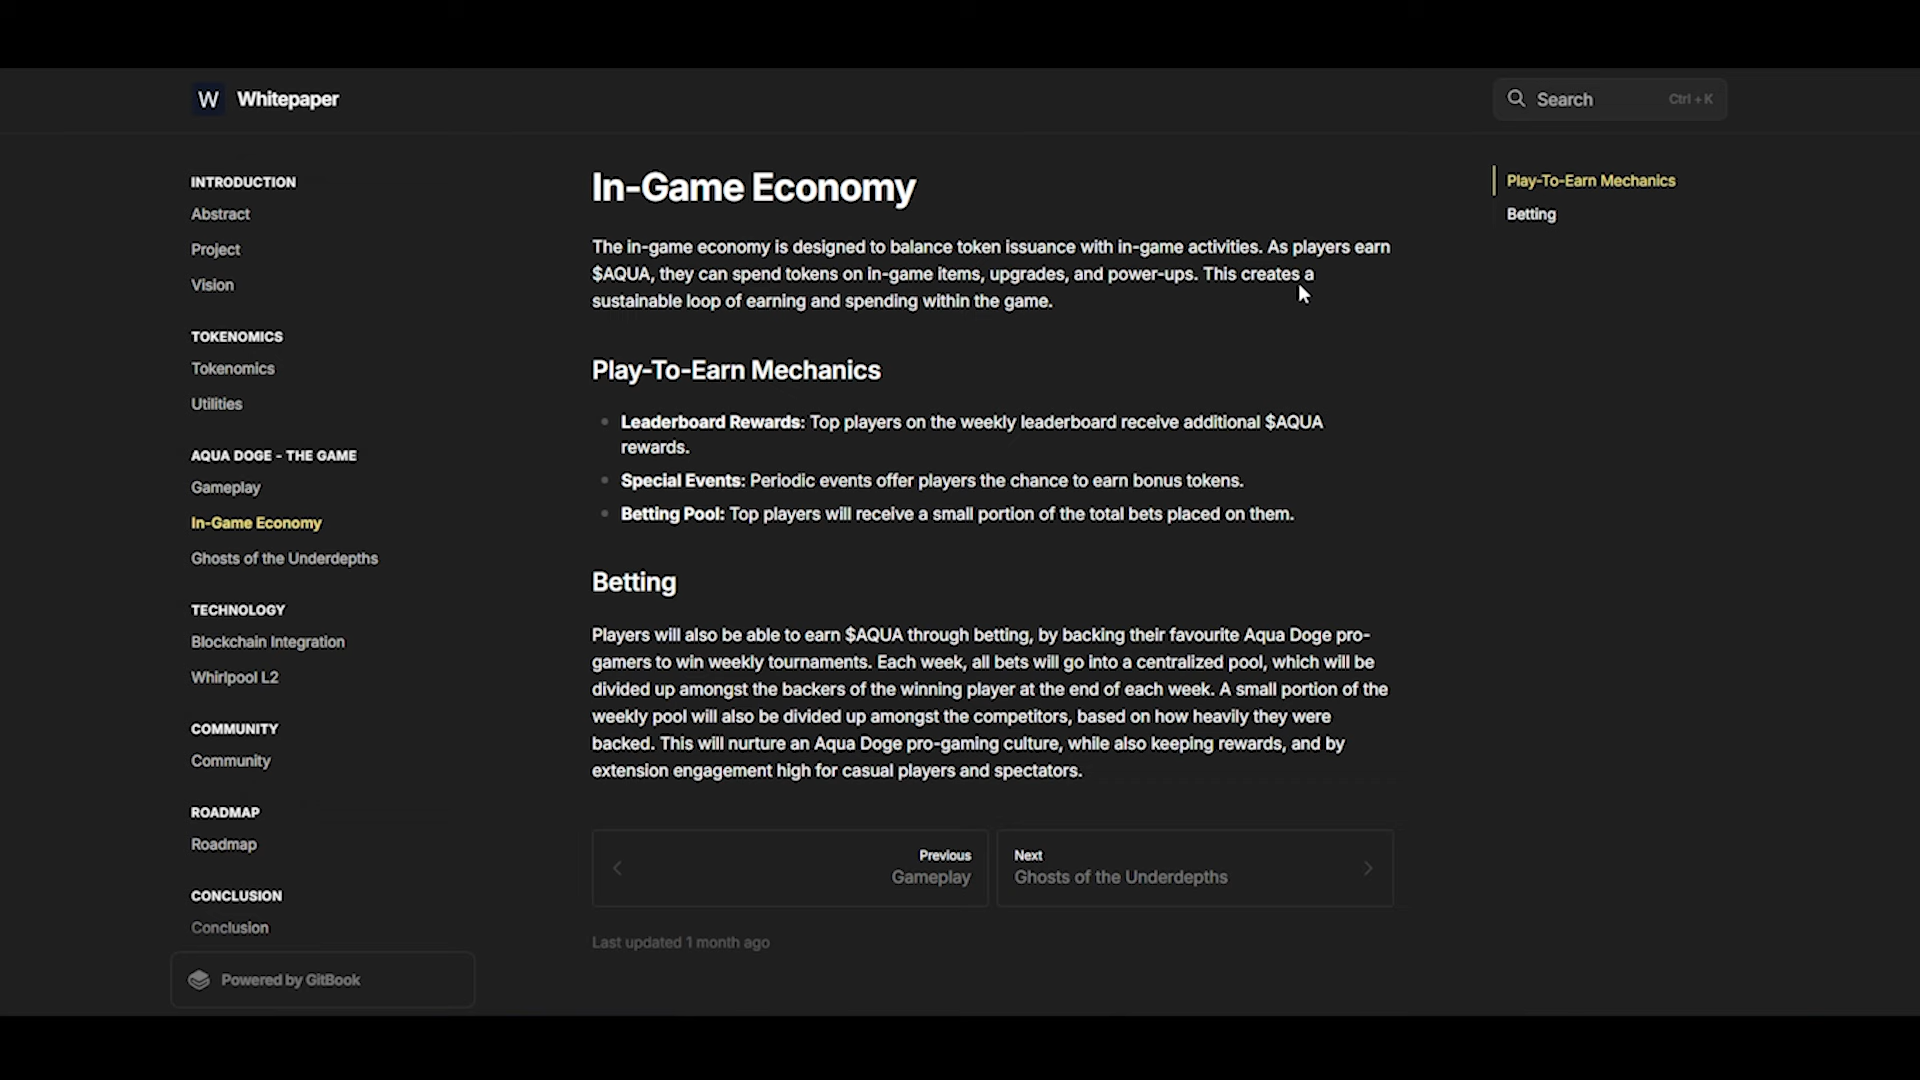 W Whitepaper
Search Ctrl + K
INTRODUCTION
Abstract
Project
Vision
TOKENOMICS
Tokenomics
Utilities
AQUA DOGE - THE GAME
Gameplay
In-Game Economy
Ghosts of the Underdepths
TECHNOLOGY
Blockchain Integration
Whirlpool L2
COMMUNITY
Community
ROADMAP
Roadmap
CONCLUSION
Conclusion
Powered by GitBook
In-Game Economy
The in-game economy is designed to balance token issuance with in-game activities. As players earn
$AQUA, they can spend tokens on in-game items, upgrades, and power-ups. This creates a
sustainable loop of earning and spending within the game.
Play-To-Earn Mechanics
Leaderboard Rewards: Top players on the weekly leaderboard receive additional $AQUA
rewards.
Special Events: Periodic events offer players the chance to earn bonus tokens.
Betting Pool: Top players will receive a small portion of the total bets placed on them.
Betting
Players will also be able to earn $AQUA through betting, by backing their favourite Aqua Doge pro-
gamers to win weekly tournaments. Each week, all bets will go into a centralized pool, which will be
divided up amongst the backers of the winning player at the end of each week. A small portion of the
weekly pool will also be divided up amongst the competitors, based on how heavily they were
backed. This will nurture an Aqua Doge pro-gaming culture, while also keeping rewards, and by
extension engagement high for casual players and spectators.
Previous
Gameplay
Next
Ghosts of the Underdepths
Last updated 1 month ago
Play-To-Earn Mechanics
Betting